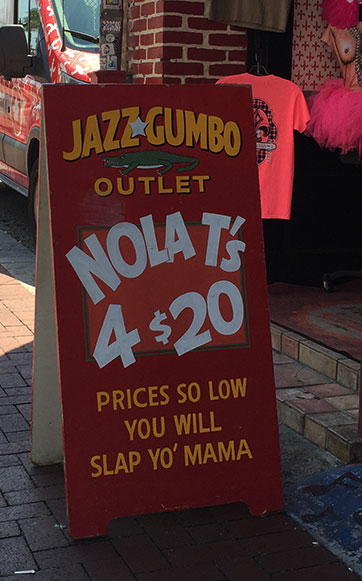 JAZZ GUMBO
OUTLET
NOLA T's
4 $20
PRICES SO LOW
YOU WILL
SLAP YO' MAMA